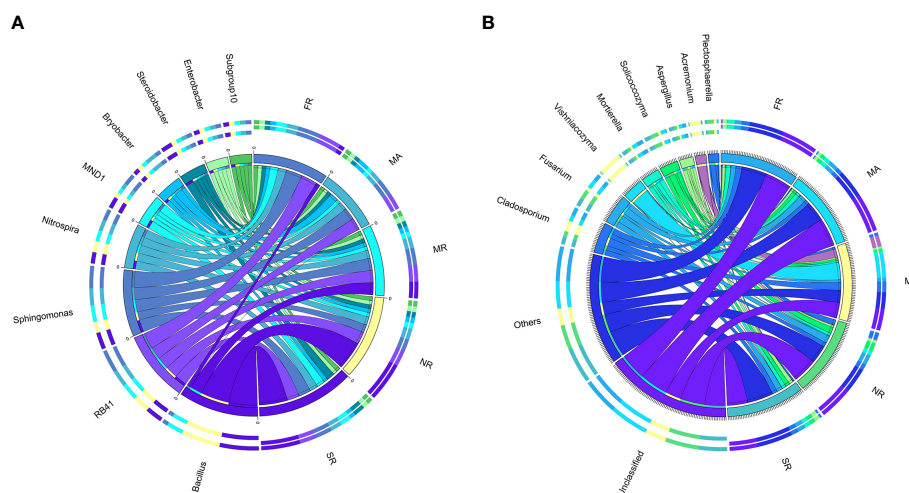 A
B
Subgroup10
Enterobacter
Steroidobacter
Bryobacter
MND1
Nitrospira
Sphingomonas
RB41
Bacillus
SR
NR
MR
MA
FR
Plectosphaerella
Acremonium
Aspergillus
Solicoccozyma
Mortierella
Vishniacozyma
Fusarium
Cladosporium
Others
Unclassified
SR
NR
M
MA
FR